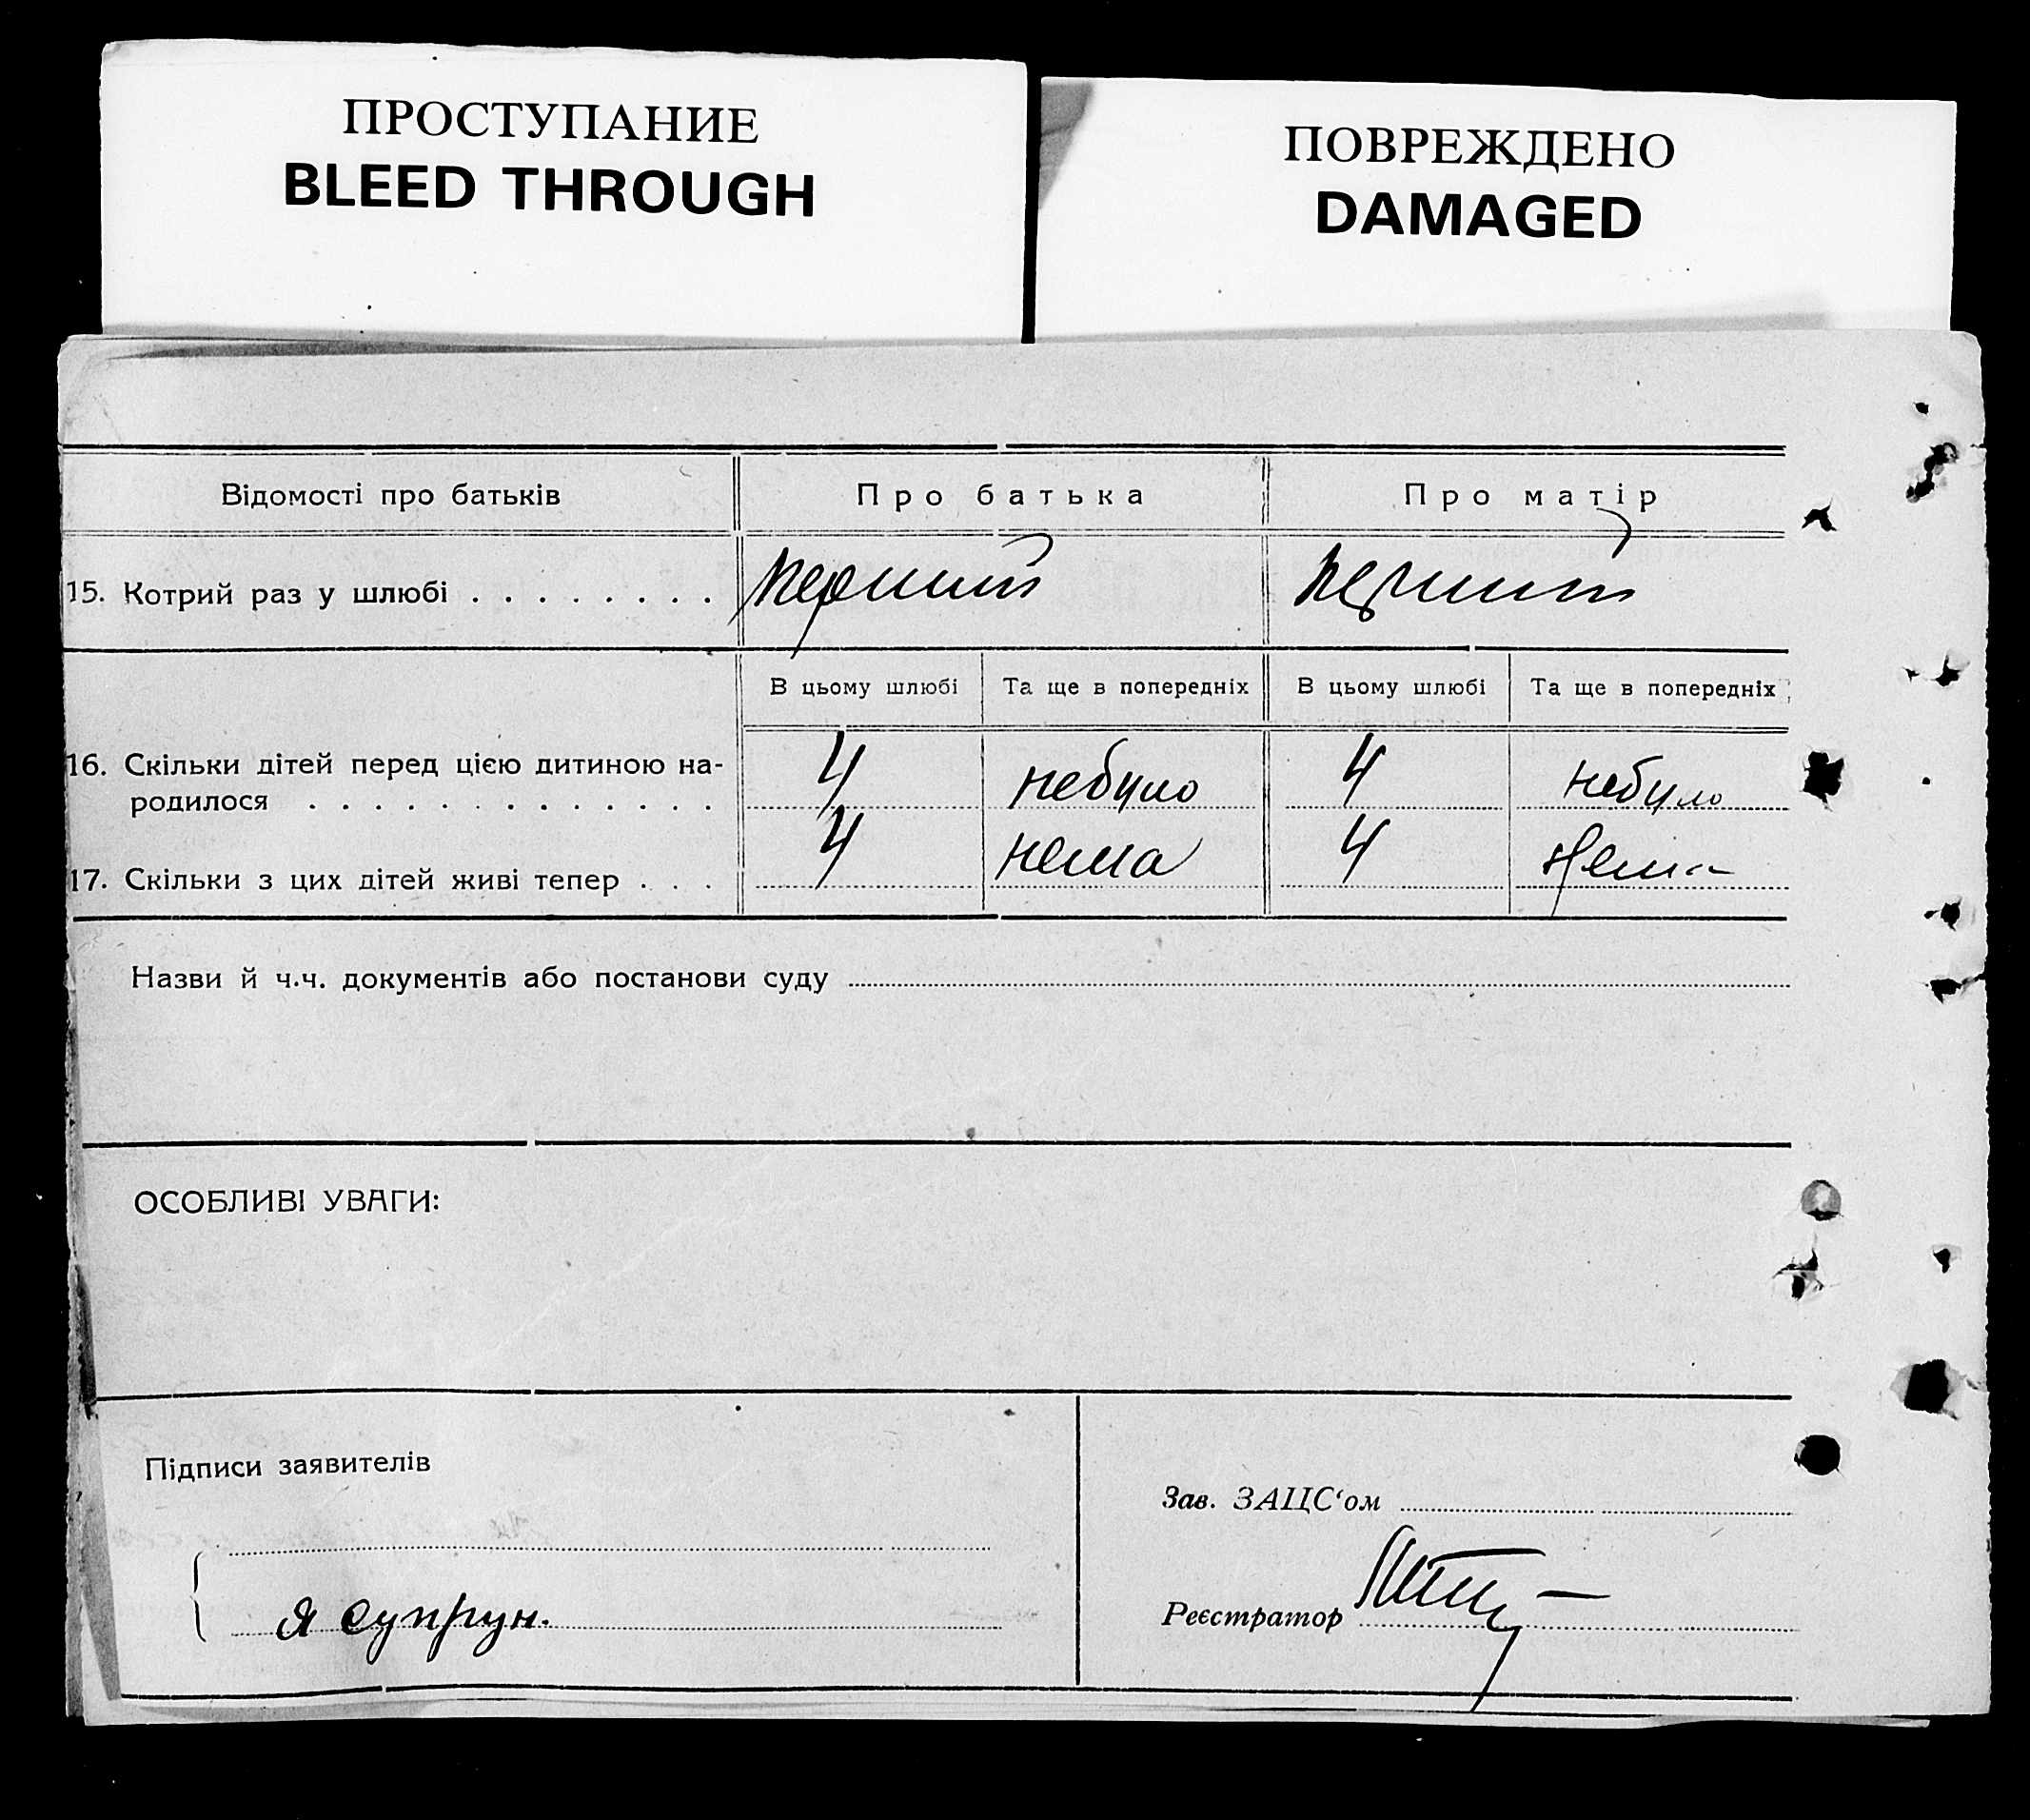 ПРОСТУПАНИЕ
BLEED THROUGH
ПОВРЕЖДЕНО
DAMAGED
Відомості про батьків Про батька Про матір
15. Котрий раз у шлюбі . . . . . . . . перший перший
В цьому шлюбі Та ще в попередніх В цьому шлюбі Та ще в попередніх
16. Скільки дітей перед цією дитиною на-
родилося . . . . . . . . . . . . . 4 небуло 4 небуло
17. Скільки з цих дітей живі тепер . . . 4 нема 4 Нема
Назви й ч.ч. документів або постанови суду
ОСОБЛИВІ УВАГИ:
Підписи заявителів
Зав. ЗАЦС'ом
я супрун.
Реєстратор